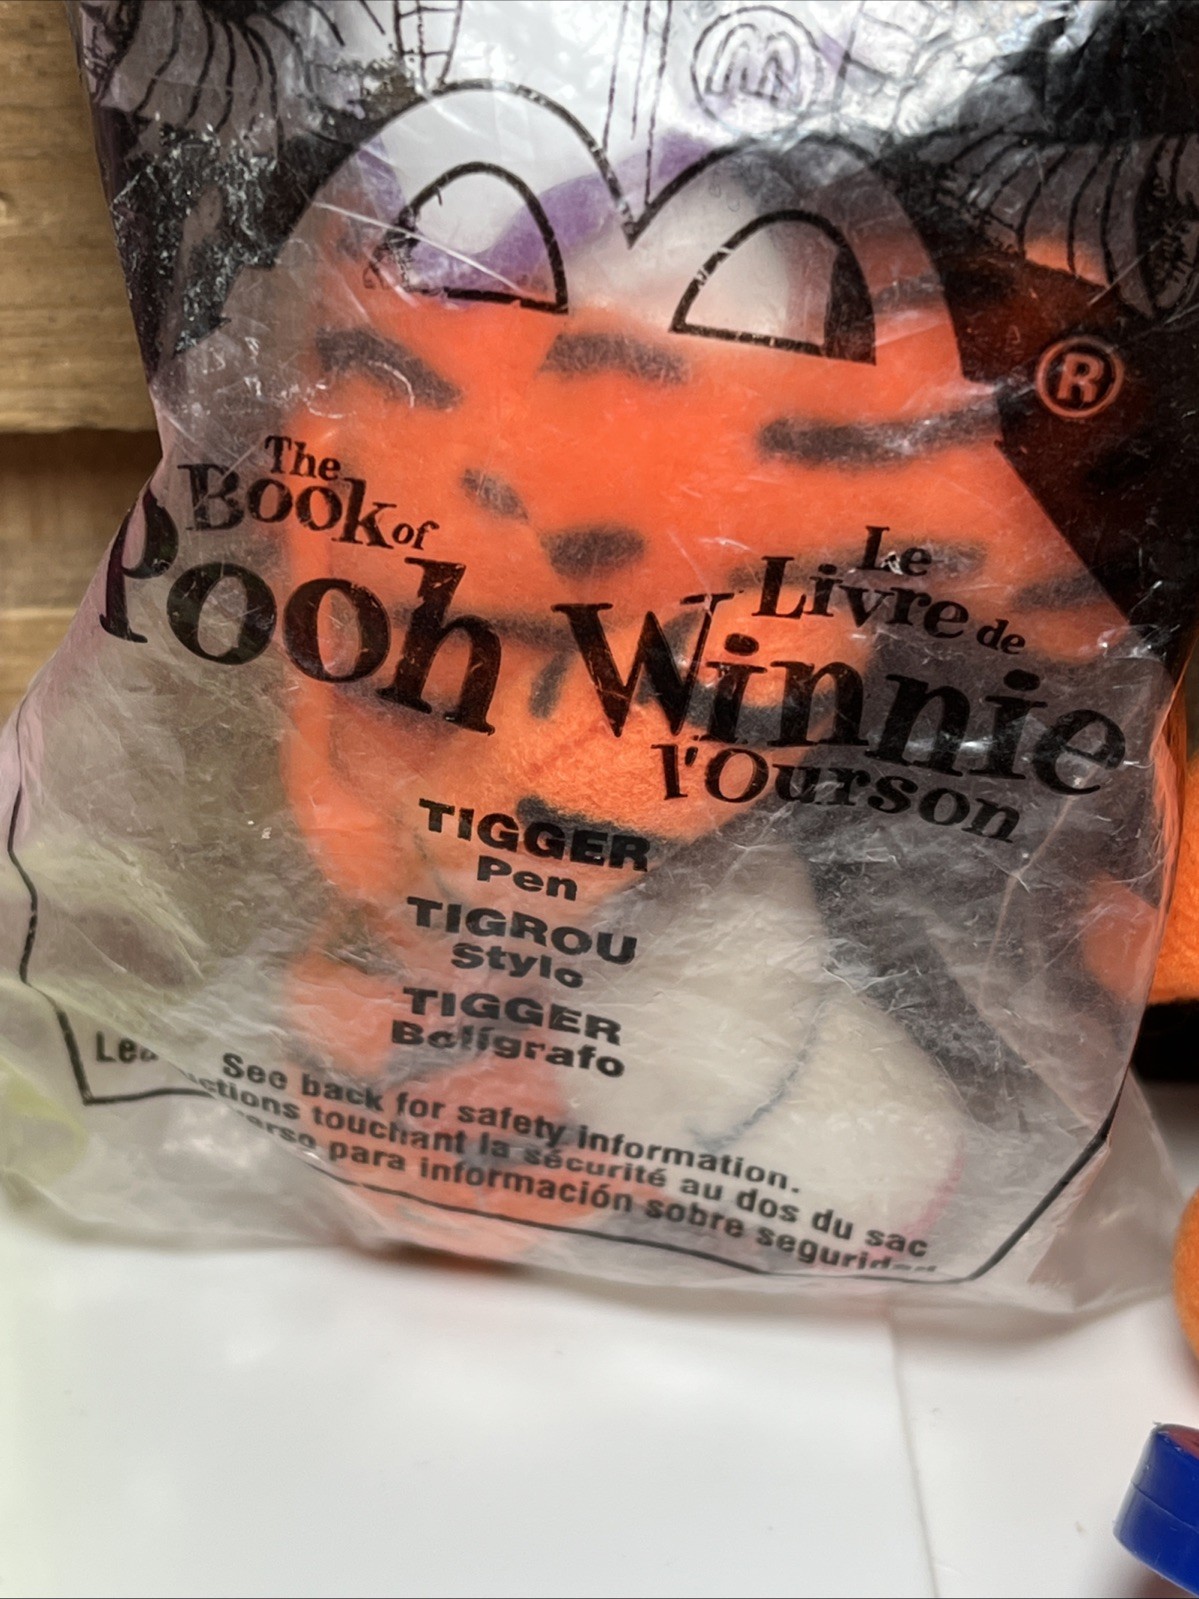 ®
The
Book of
Pooh
Le
Livre de
Winnie
l'Ourson
TIGGER
Pen
TIGROU
Stylo
TIGGER
Bolígrafo
See back for safety information.
touchant la sécurité au dos du sac
para información sobre